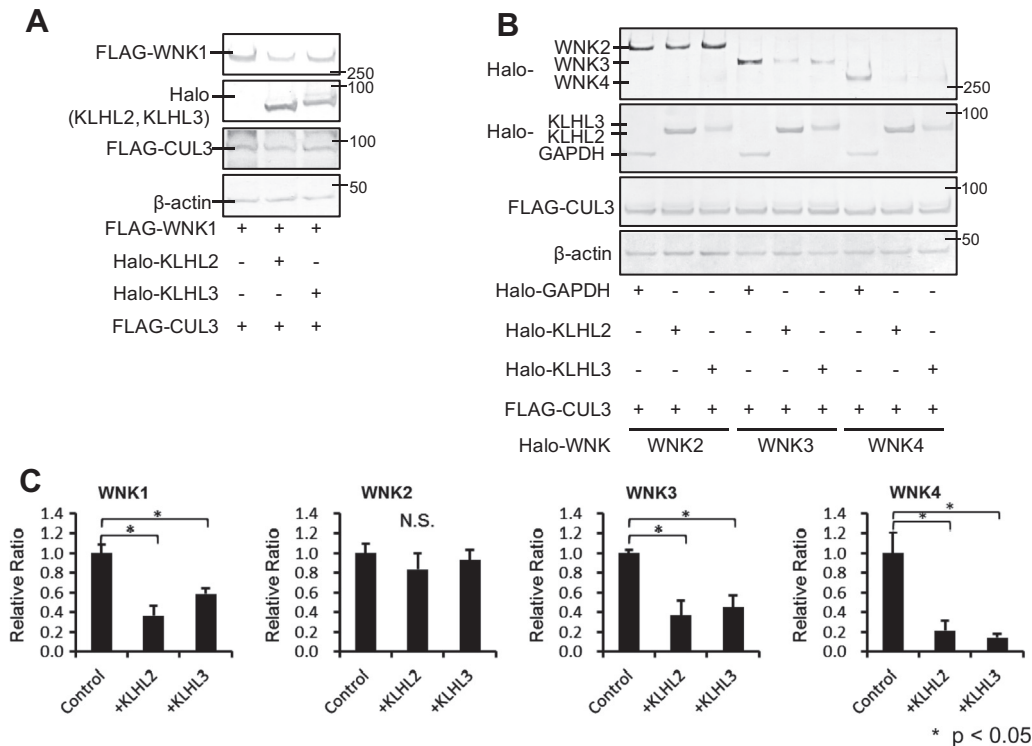 A
FLAG-WNK1
250
Halo
(KLHL2, KLHL3)
100
FLAG-CUL3
100
β-actin
50
FLAG-WNK1 + + +
Halo-KLHL2 - + -
Halo-KLHL3 - - +
FLAG-CUL3 + + +
B
Halo-
WNK2
WNK3
WNK4
250
Halo-
KLHL3
KLHL2
GAPDH
100
FLAG-CUL3
100
β-actin
50
Halo-GAPDH + - - + - - + - -
Halo-KLHL2 - + - - + - - + -
Halo-KLHL3 - - + - - + - - +
FLAG-CUL3 + + + + + + + + +
Halo-WNK WNK2 WNK3 WNK4
C
WNK1
Relative Ratio
1.4
1.2
1.0
0.8
0.6
0.4
0.2
0.0
*
*
Control
+KLHL2
+KLHL3
WNK2
Relative Ratio
1.4
1.2
1.0
0.8
0.6
0.4
0.2
0.0
N.S.
Control
+KLHL2
+KLHL3
WNK3
Relative Ratio
1.4
1.2
1.0
0.8
0.6
0.4
0.2
0.0
*
*
Control
+KLHL2
+KLHL3
WNK4
Relative Ratio
1.4
1.2
1.0
0.8
0.6
0.4
0.2
0.0
*
*
Control
+KLHL2
+KLHL3
* p < 0.05